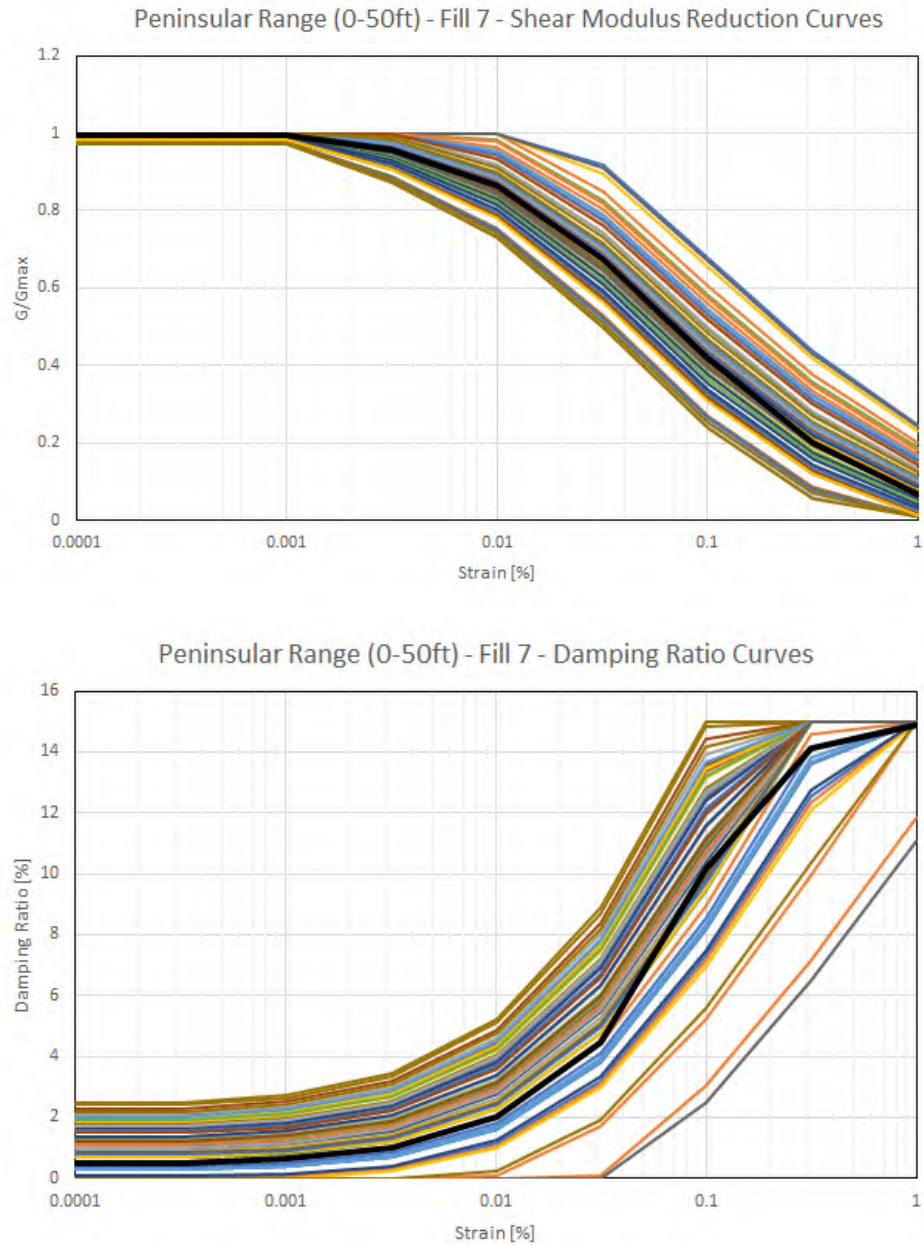 Peninsular Range (0-50ft) - Fill 7 - Shear Modulus Reduction Curves
1.2
1
0.8
0.6
0.4
0.2
0
G/Gmax
0.0001 0.001 0.01 0.1 1
Strain [%]
Peninsular Range (0-50ft) - Fill 7 - Damping Ratio Curves
16
14
12
10
8
6
4
2
0
Damping Ratio [%]
0.0001 0.001 0.01 0.1 1
Strain [%]